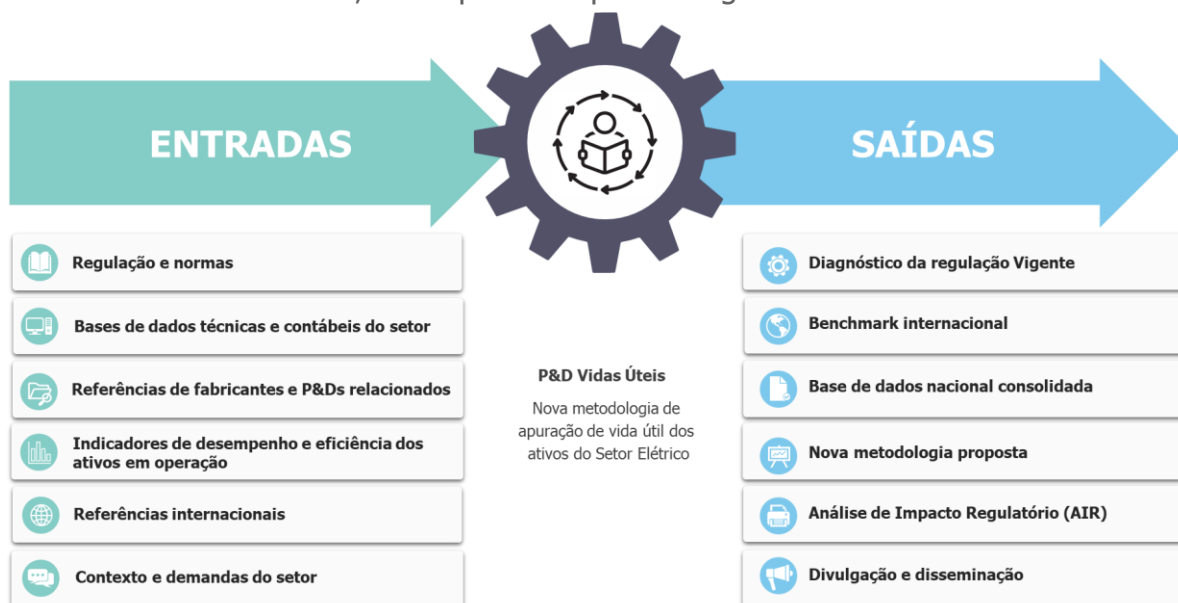 ENTRADAS
SAÍDAS
Regulação e normas
Bases de dados técnicas e contábeis do setor
Referências de fabricantes e P&Ds relacionados
Indicadores de desempenho e eficiência dos
ativos em operação
Referências internacionais
Contexto e demandas do setor
P&D Vidas Úteis
Nova metodologia de
apuração de vida útil dos
ativos do Setor Elétrico
Diagnóstico da regulação Vigente
Benchmark internacional
Base de dados nacional consolidada
Nova metodologia proposta
Análise de Impacto Regulatório (AIR)
Divulgação e disseminação